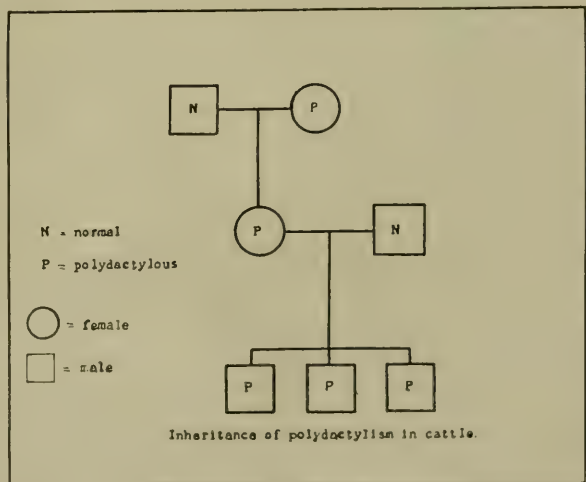 N P
P N
N = normal
P = polydactylous
= female
= male
P P P
Inheritance of polydactylism in cattle.